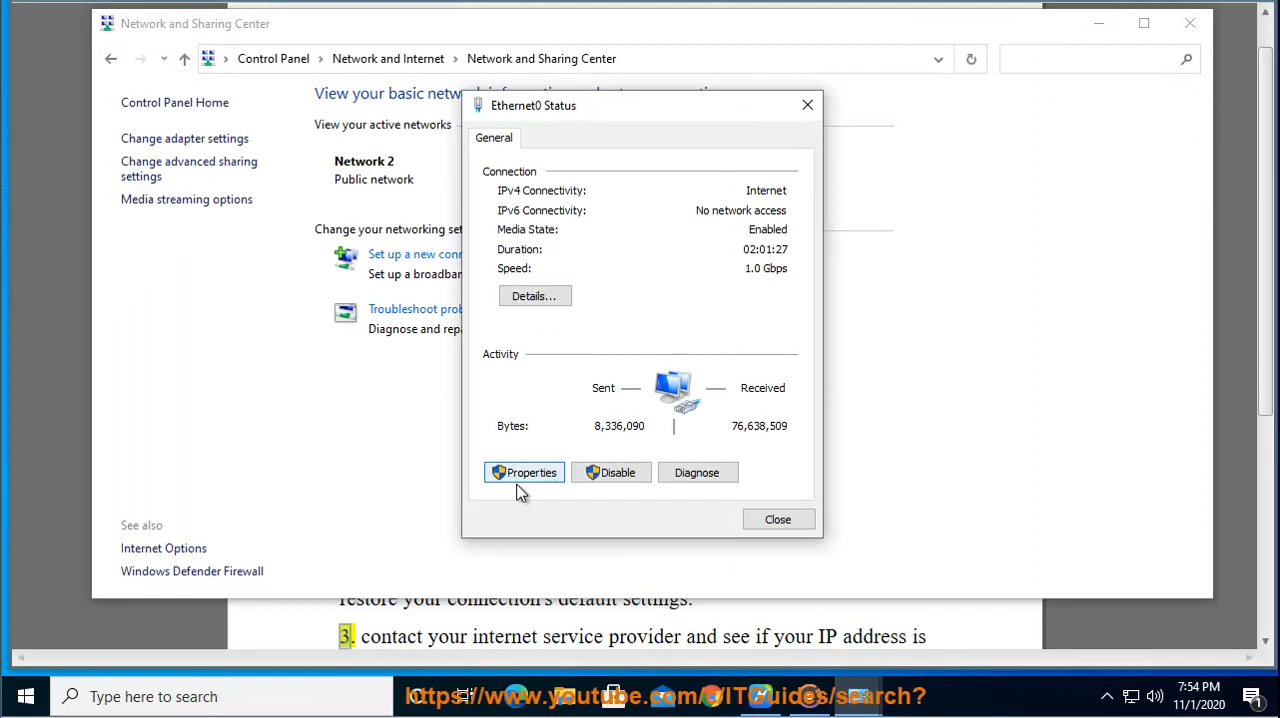 Network and Sharing Center
Control Panel > Network and Internet > Network and Sharing Center
Control Panel Home
Change adapter settings
Change advanced sharing
settings
Media streaming options
See also
Internet Options
Windows Defender Firewall
View your basic netw
View your active networks
Network 2
Public network
Change your networking set
Set up a new conn
Set up a broadbar
Troubleshoot prob
Diagnose and repa
Ethernet0 Status
General
Connection
IPv4 Connectivity: Internet
IPv6 Connectivity: No network access
Media State: Enabled
Duration: 02:01:27
Speed: 1.0 Gbps
Details...
Activity
Sent — Received
Bytes: 8,336,090 | 76,638,509
Properties Disable Diagnose
Close
restore your connection's default settings.
3. contact your internet service provider and see if your IP address is
Type here to search
https://www.youtube.com/c/ITGuides/search?
7:54 PM
11/1/2020
1